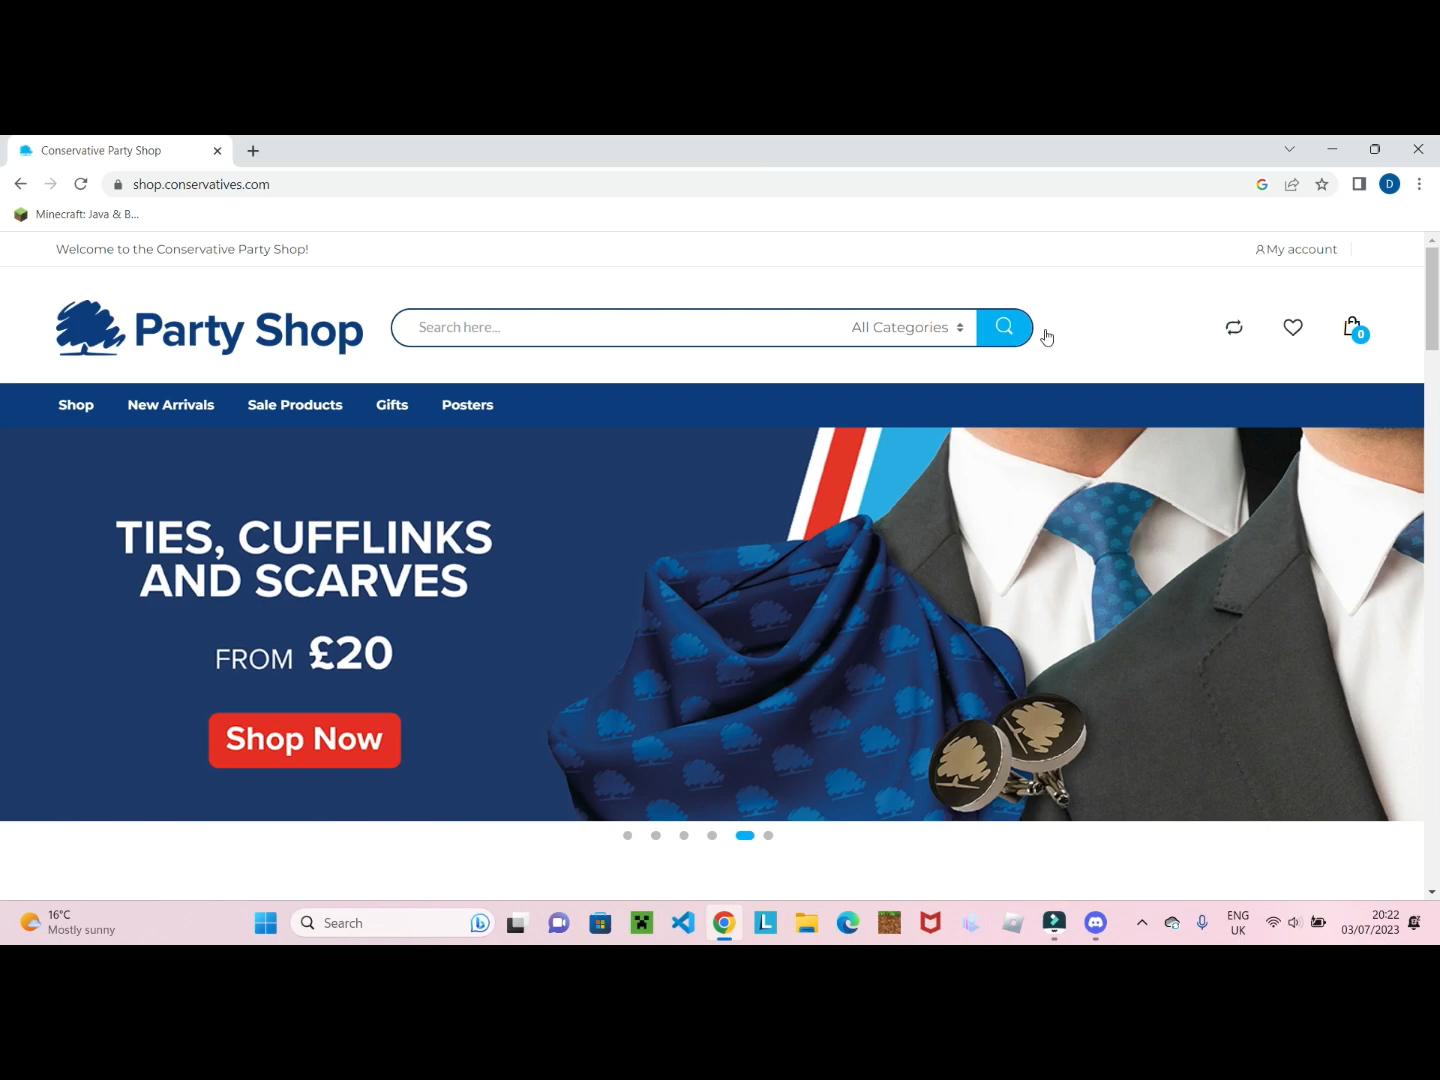 Conservative Party Shop
shop.conservatives.com
D
Minecraft: Java & B...
Welcome to the Conservative Party Shop!
My account
Party Shop
Search here...
All Categories
0
Shop
New Arrivals
Sale Products
Gifts
Posters
TIES, CUFFLINKS
AND SCARVES
FROM £20
Shop Now
16°C
Mostly sunny
Search
L
ENG
UK
20:22
03/07/2023